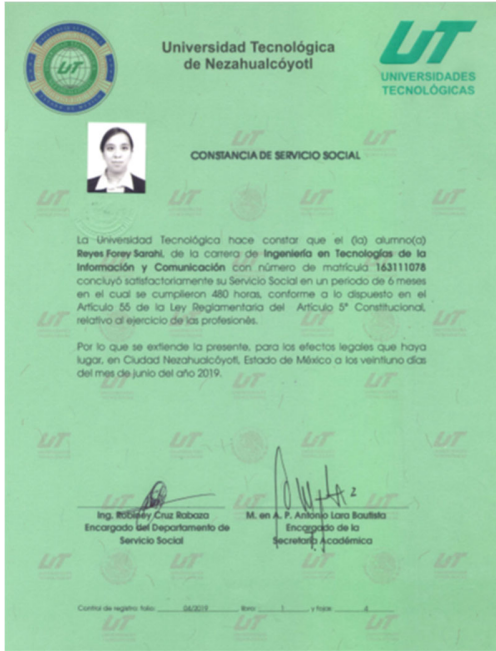 Universidad Tecnológica
de Nezahualcóyotl
UT
UNIVERSIDADES
TECNOLÓGICAS
CONSTANCIA DE SERVICIO SOCIAL
La Universidad Tecnológica hace constar que el (la) alumno(a)
Reyes Forey Sarahi, de la carrera de Ingeniería en Tecnologías de la
Información y Comunicación con número de matrícula 163111078
concluyó satisfactoriamente su Servicio Social en un periodo de 6 meses
en el cual se cumplieron 480 horas, conforme a lo dispuesto en el
Artículo 55 de la Ley Reglamentaria del Artículo 5° Constitucional,
relativo al ejercicio de las profesiones.
Por lo que se extiende la presente, para los efectos legales que haya
lugar, en Ciudad Nezahualcóyotl, Estado de México a los veintiuno días
del mes de junio del año 2019.
Ing. Cruz Rabaza
Encargado del Departamento de
Servicio Social
M. en A. P. Antonio Lara Bautista
Encargado de la
Secretaría Académica
Control de registro: folio: 04/2019 libro: 1 y foja: 4